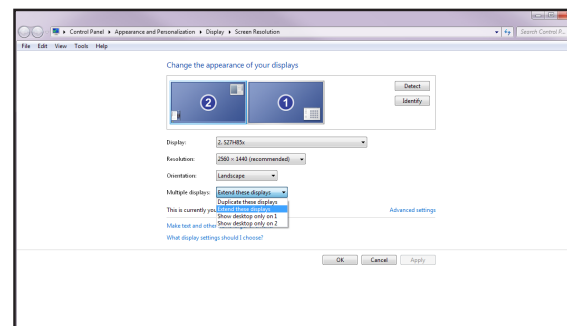 Control Panel ▸ Appearance and Personalization ▸ Display ▸ Screen Resolution
Search Control P...
File Edit View Tools Help
Change the appearance of your displays
2
1
Detect
Identify
Display: 2. S27H85x
Resolution: 2560 × 1440 (recommended)
Orientation: Landscape
Multiple displays: Extend these displays
Duplicate these displays
Extend these displays
Show desktop only on 1
Show desktop only on 2
This is currently you
Advanced settings
Make text and other
What display settings should I choose?
OK Cancel Apply